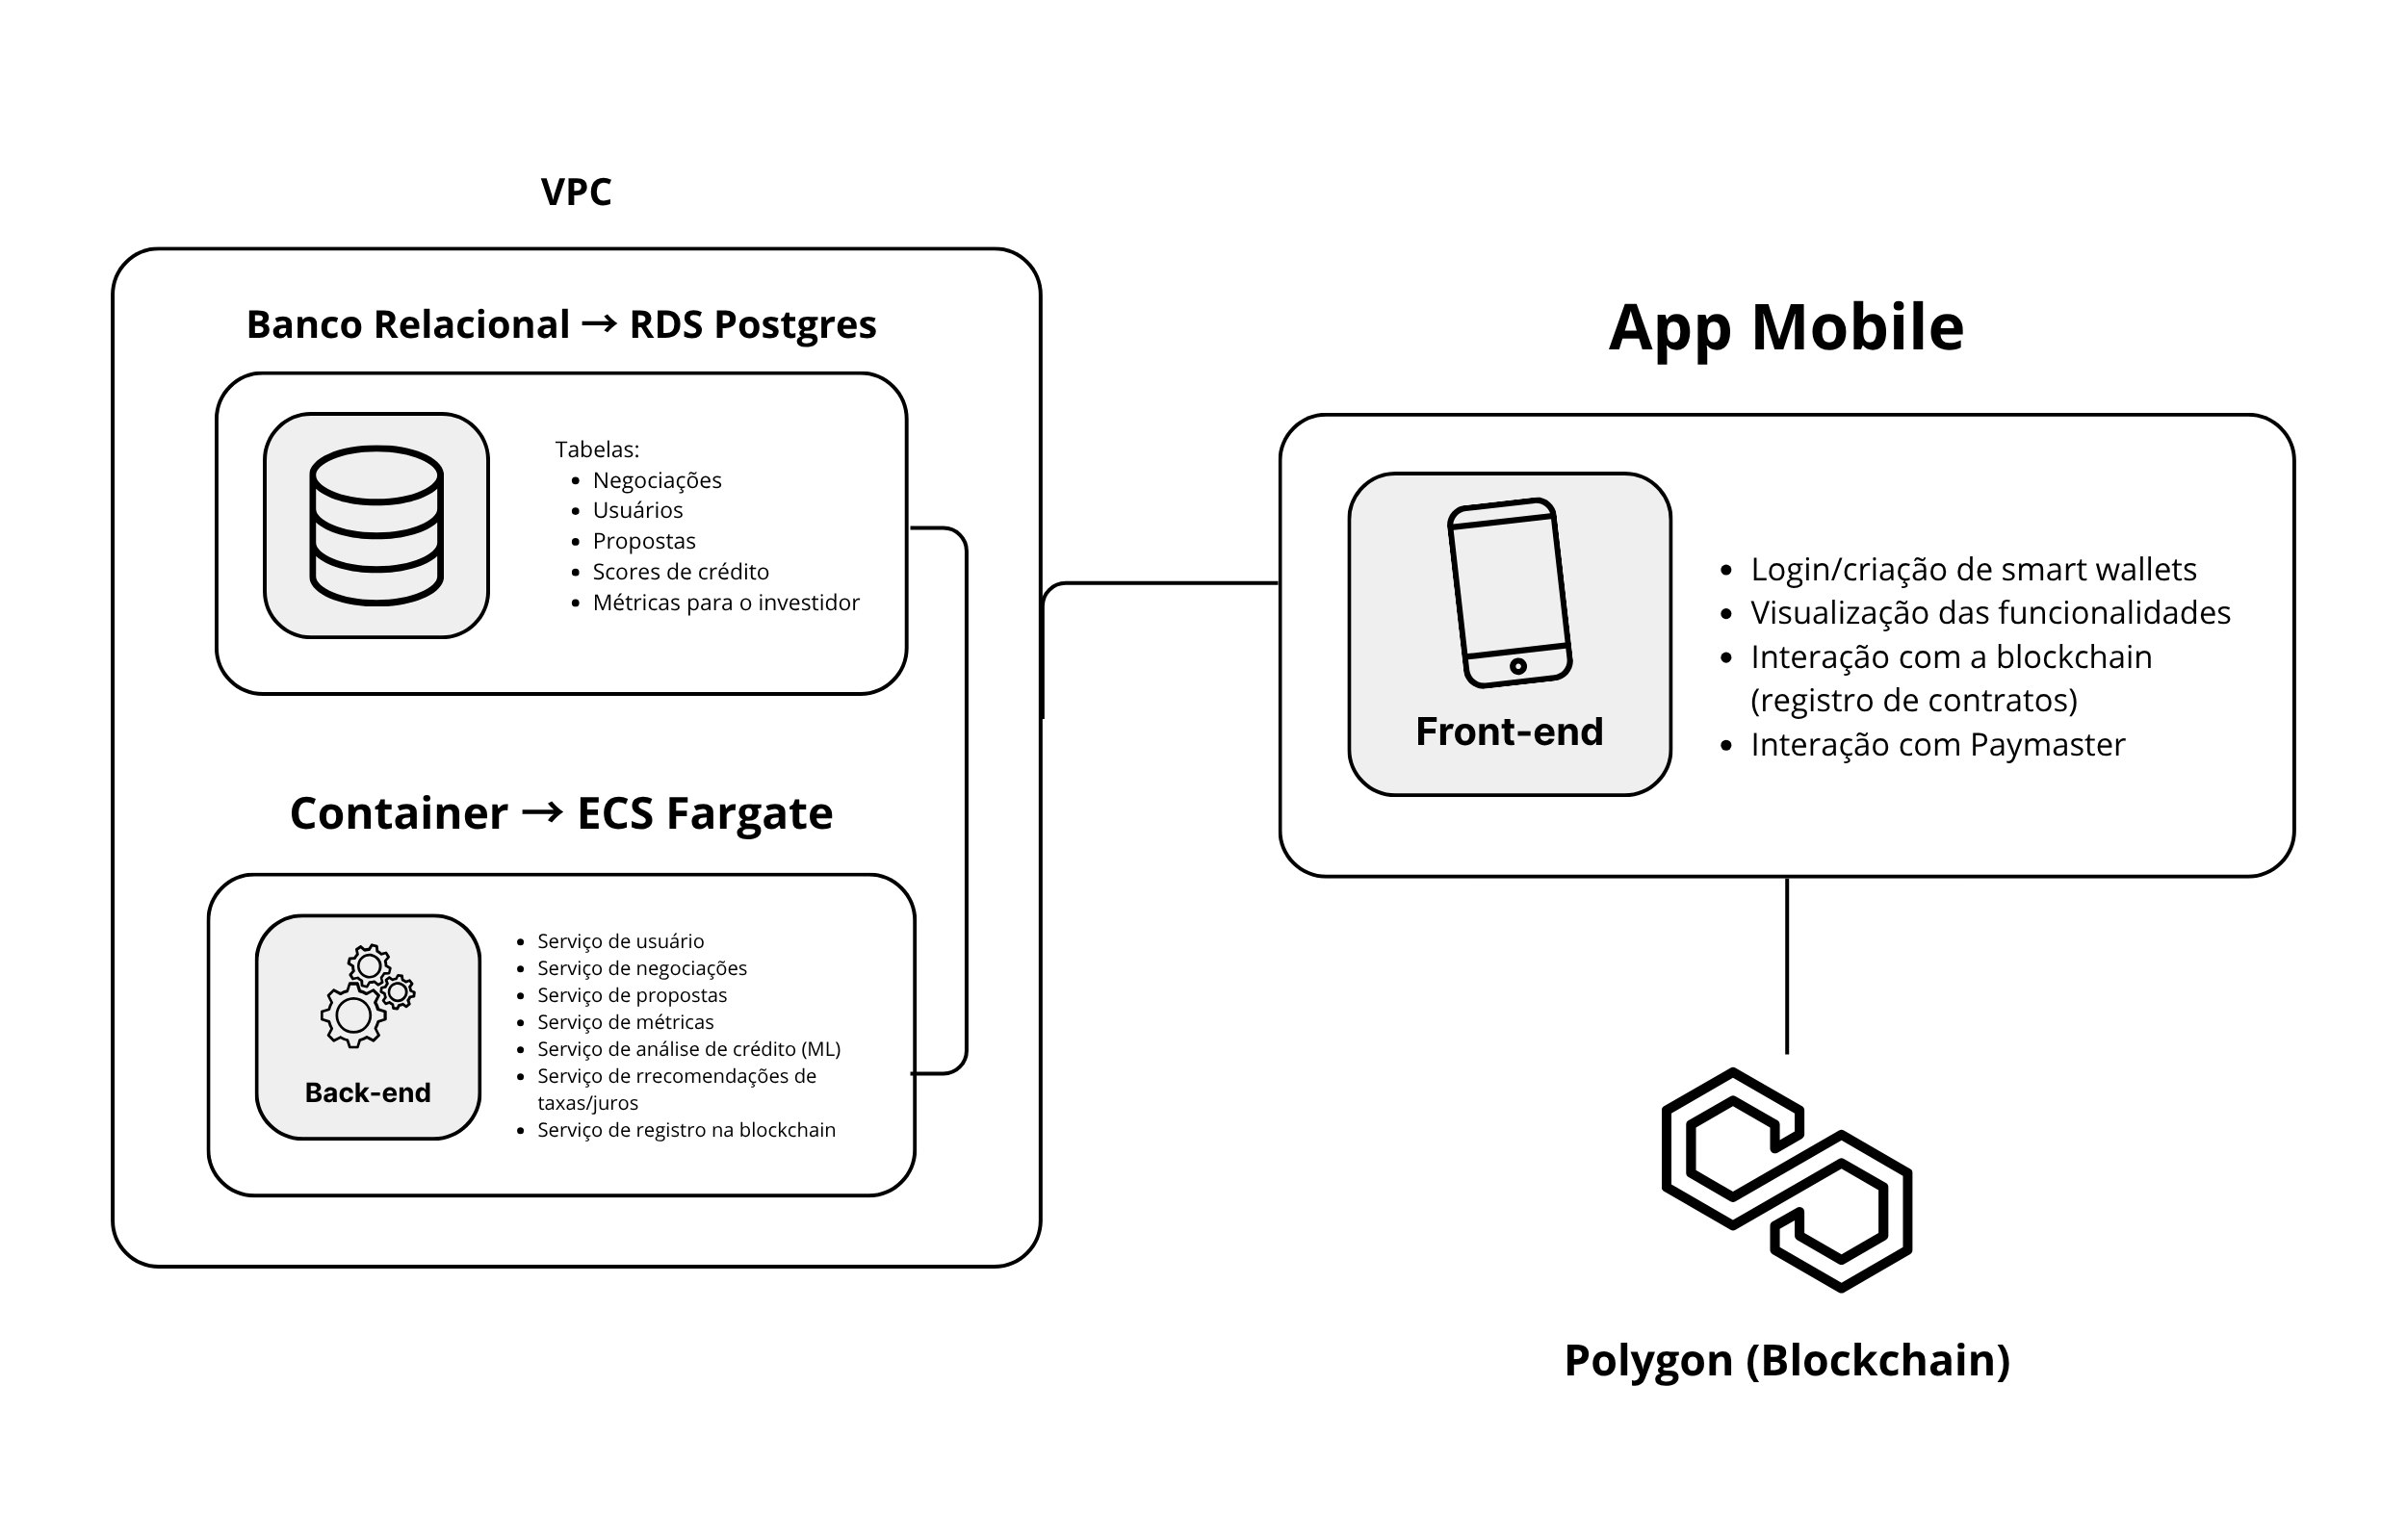 VPC
Banco Relacional → RDS Postgres
Tabelas:
• Negociações
• Usuários
• Propostas
• Scores de crédito
• Métricas para o investidor
Container → ECS Fargate
Back-end
• Serviço de usuário
• Serviço de negociações
• Serviço de propostas
• Serviço de métricas
• Serviço de análise de crédito (ML)
• Serviço de rrecomendações de
taxas/juros
• Serviço de registro na blockchain
App Mobile
Front-end
• Login/criação de smart wallets
• Visualização das funcionalidades
• Interação com a blockchain
(registro de contratos)
• Interação com Paymaster
Polygon (Blockchain)